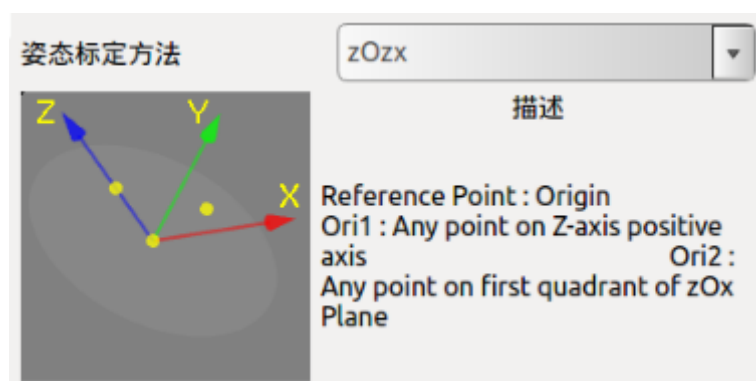 姿态标定方法
zOzx
描述
Z
Y
X
Reference Point : Origin
Ori1 : Any point on Z-axis positive
axis Ori2 :
Any point on first quadrant of zOx
Plane